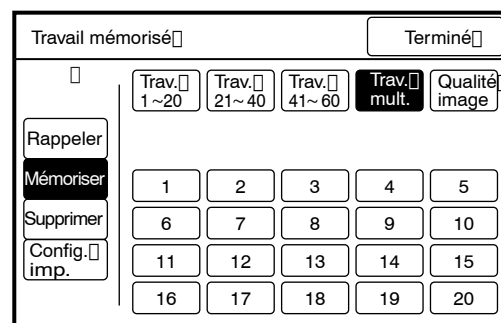 Travail mémorisé
Terminé
Trav. 1~20
Trav. 21~40
Trav. 41~60
Trav. mult.
Qualité image
Rappeler
Mémoriser
Supprimer
Config. imp.
1 2 3 4 5
6 7 8 9 10
11 12 13 14 15
16 17 18 19 20